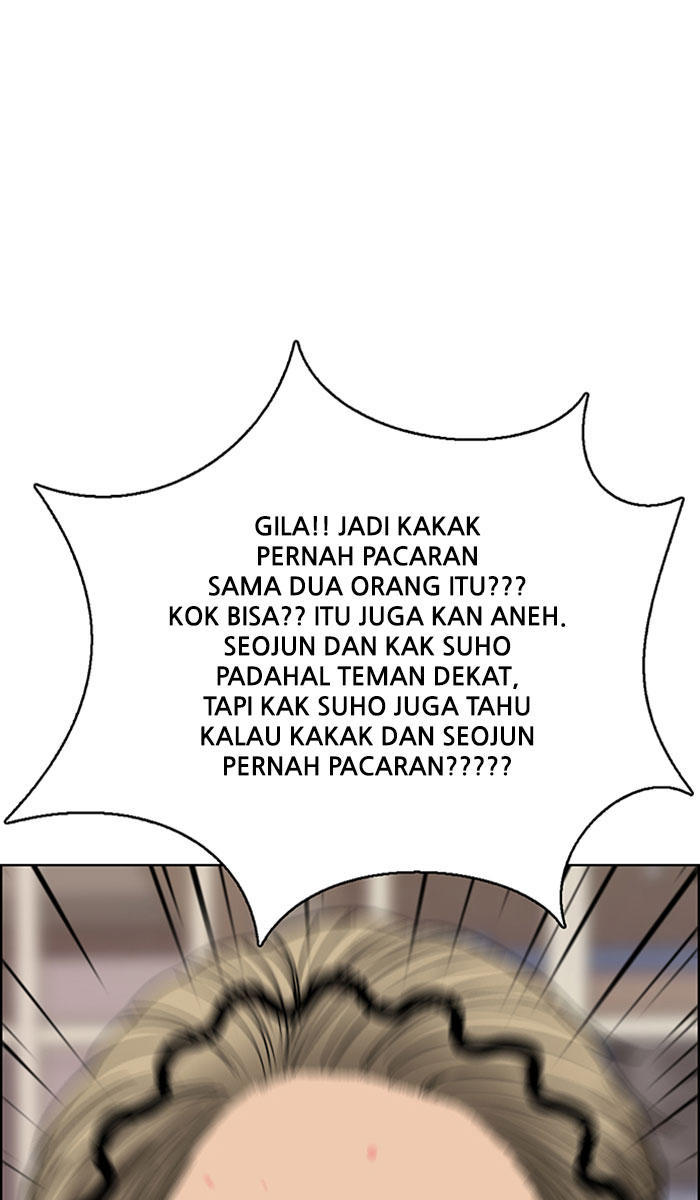 GILA!! JADI KAKAK
PERNAH PACARAN
SAMA DUA ORANG ITU???
KOK BISA?? ITU JUGA KAN ANEH.
SEOJUN DAN KAK SUHO
PADAHAL TEMAN DEKAT,
TAPI KAK SUHO JUGA TAHU
KALAU KAKAK DAN SEOJUN
PERNAH PACARAN?????